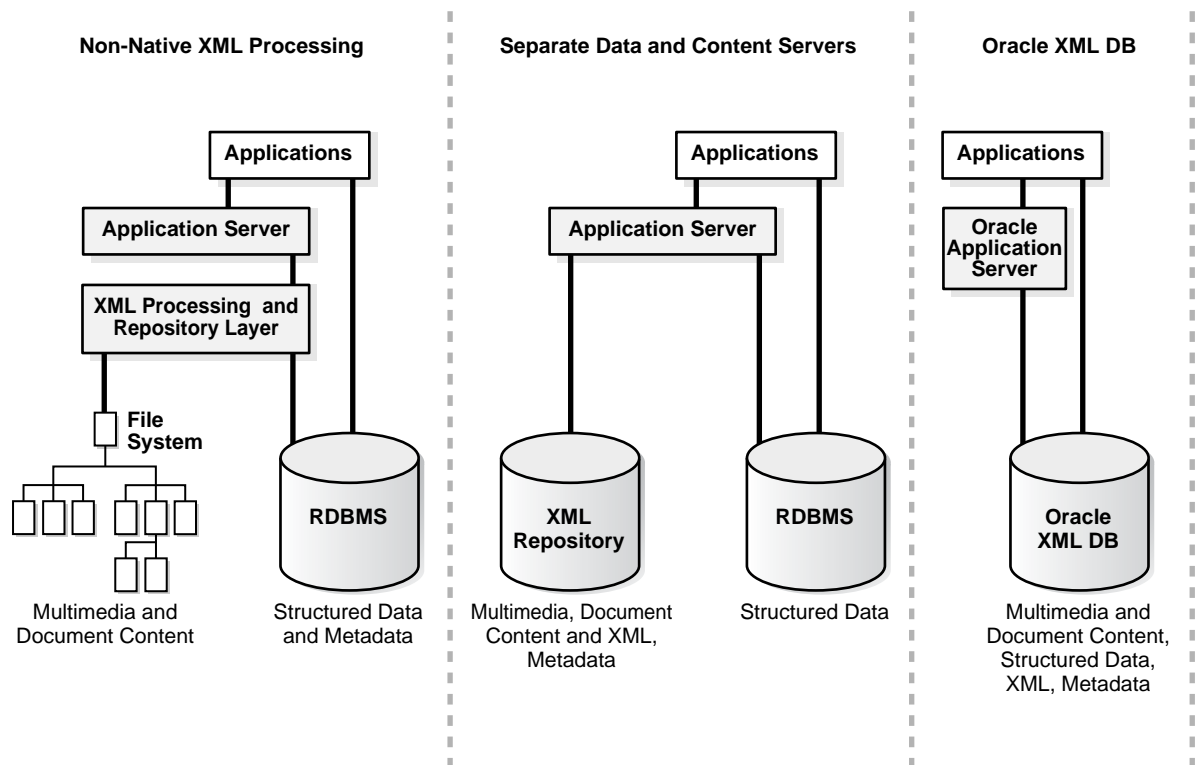 Non-Native XML Processing
Applications
Application Server
XML Processing and
Repository Layer
File
System
RDBMS
Multimedia and
Document Content
Structured Data
and Metadata
Separate Data and Content Servers
Applications
Application Server
XML
Repository
RDBMS
Multimedia, Document
Content and XML,
Metadata
Structured Data
Oracle XML DB
Applications
Oracle
Application
Server
Oracle
XML DB
Multimedia and
Document Content,
Structured Data,
XML, Metadata